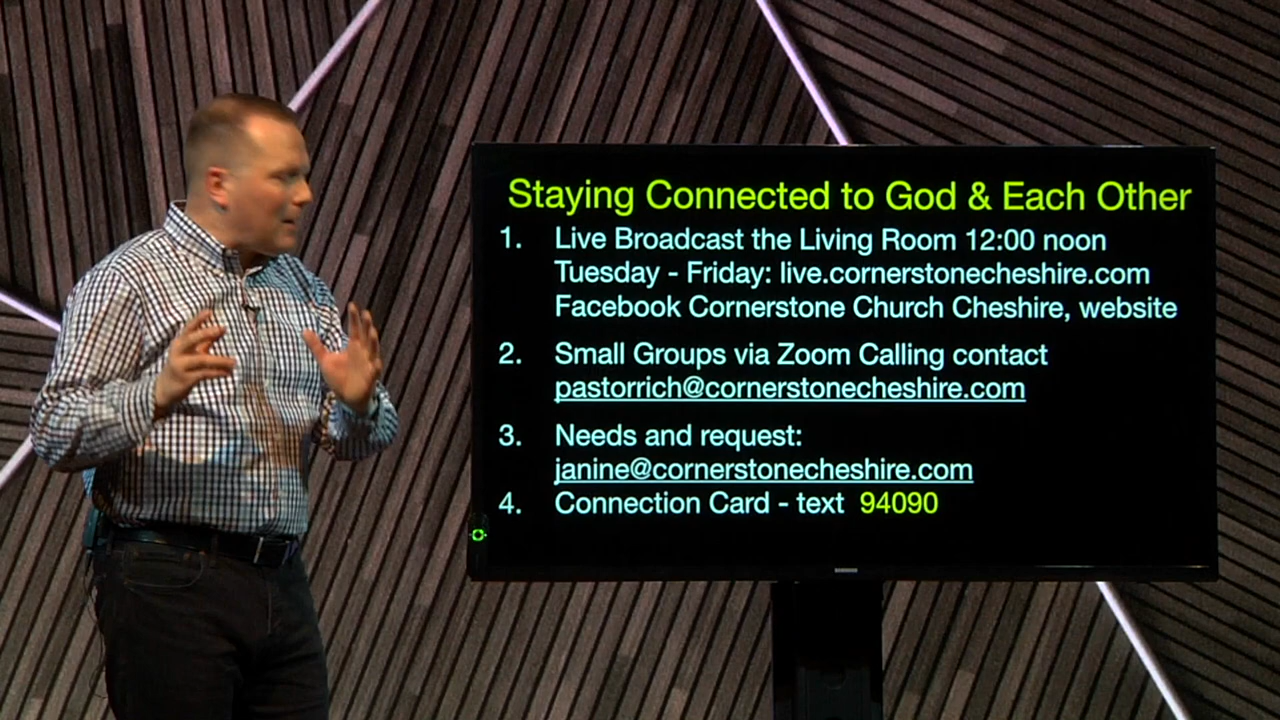 Staying Connected to God & Each Other
1. Live Broadcast the Living Room 12:00 noon
Tuesday - Friday: live.cornerstonecheshire.com
Facebook Cornerstone Church Cheshire, website
2. Small Groups via Zoom Calling contact
pastorrich@cornerstonecheshire.com
3. Needs and request:
janine@cornerstonecheshire.com
4. Connection Card - text 94090